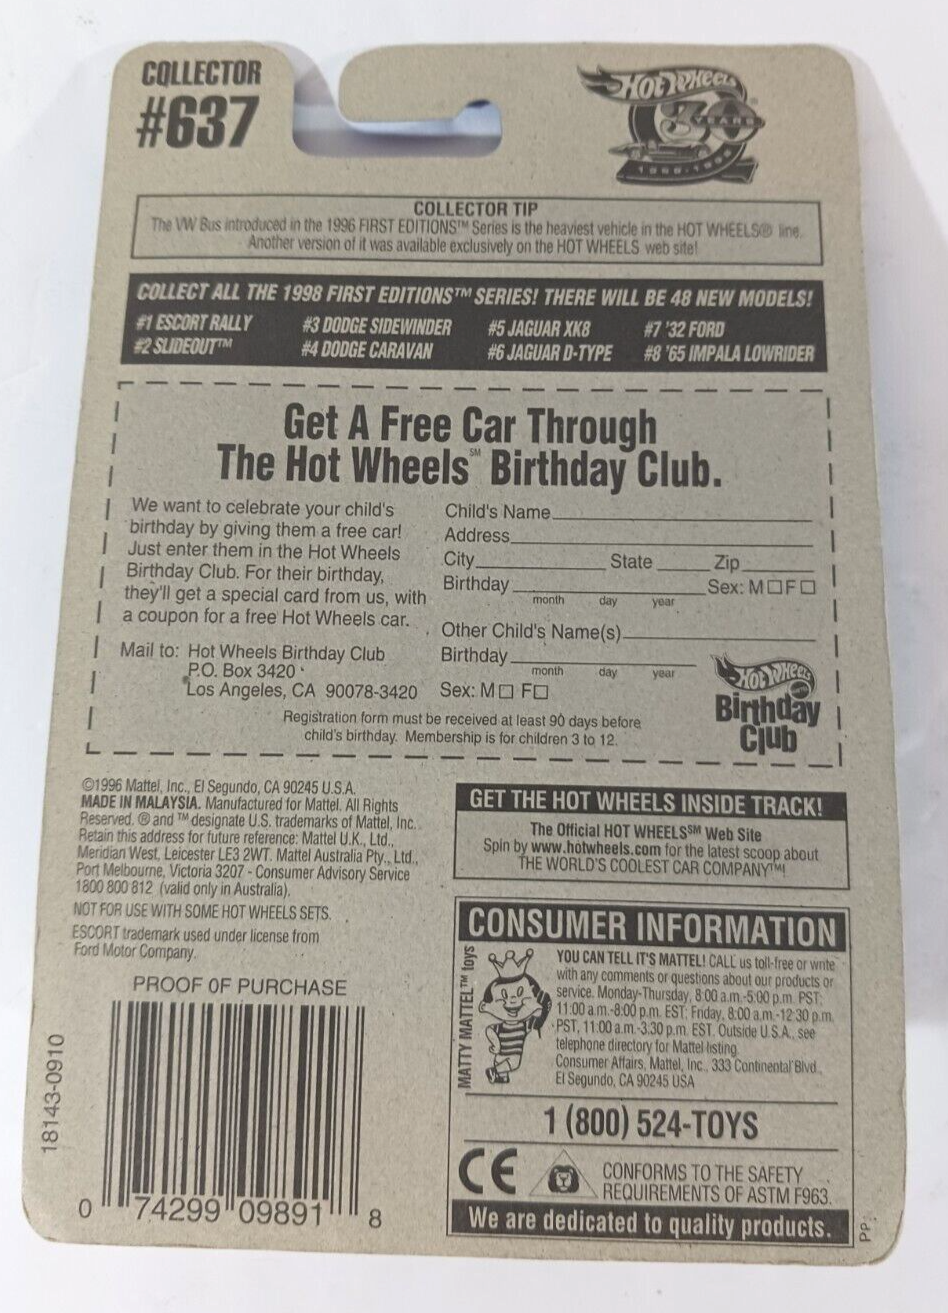 COLLECTOR
#637
HOT WHEELS
30 YEARS
1968-1998
COLLECTOR TIP
The VW Bus introduced in the 1996 FIRST EDITIONS™ Series is the heaviest vehicle in the HOT WHEELS® line.
Another version of it was available exclusively on the HOT WHEELS web site!
COLLECT ALL THE 1998 FIRST EDITIONS™ SERIES! THERE WILL BE 48 NEW MODELS!
#1 ESCORT RALLY
#2 SLIDEOUT™
#3 DODGE SIDEWINDER
#4 DODGE CARAVAN
#5 JAGUAR XK8
#6 JAGUAR D-TYPE
#7 '32 FORD
#8 '65 IMPALA LOWRIDER
Get A Free Car Through
The Hot Wheels℠ Birthday Club.
We want to celebrate your child's
birthday by giving them a free car!
Just enter them in the Hot Wheels
Birthday Club. For their birthday,
they'll get a special card from us, with
a coupon for a free Hot Wheels car.
Mail to: Hot Wheels Birthday Club
P.O. Box 3420
Los Angeles, CA 90078-3420
Child's Name
Address
City State Zip
Birthday Sex: M☐ F☐
month day year
Other Child's Name(s)
Birthday
month day year
Sex: M☐ F☐
HOT WHEELS
Birthday
Club
Registration form must be received at least 90 days before
child's birthday. Membership is for children 3 to 12.
©1996 Mattel, Inc., El Segundo, CA 90245 U.S.A.
MADE IN MALAYSIA. Manufactured for Mattel. All Rights
Reserved. ® and ™ designate U.S. trademarks of Mattel, Inc.
Retain this address for future reference: Mattel U.K., Ltd.,
Meridian West, Leicester LE3 2WT. Mattel Australia Pty., Ltd.,
Port Melbourne, Victoria 3207 - Consumer Advisory Service
1800 800 812 (valid only in Australia).
NOT FOR USE WITH SOME HOT WHEELS SETS.
ESCORT trademark used under license from
Ford Motor Company.
PROOF OF PURCHASE
18143-0910
0 74299 09891 8
GET THE HOT WHEELS INSIDE TRACK!
The Official HOT WHEELS℠ Web Site
Spin by www.hotwheels.com for the latest scoop about
THE WORLD'S COOLEST CAR COMPANY™!
CONSUMER INFORMATION
MATTY MATTEL™ toys
YOU CAN TELL IT'S MATTEL! CALL us toll-free or write
with any comments or questions about our products or
service. Monday-Thursday, 8:00 a.m.-5:00 p.m. PST;
11:00 a.m.-8:00 p.m. EST; Friday, 8:00 a.m.-12:30 p.m.
PST, 11:00 a.m.-3:30 p.m. EST. Outside U.S.A., see
telephone directory for Mattel listing.
Consumer Affairs, Mattel, Inc., 333 Continental Blvd.,
El Segundo, CA 90245 USA
1 (800) 524-TOYS
CE
CONFORMS TO THE SAFETY
REQUIREMENTS OF ASTM F963.
We are dedicated to quality products.
PP